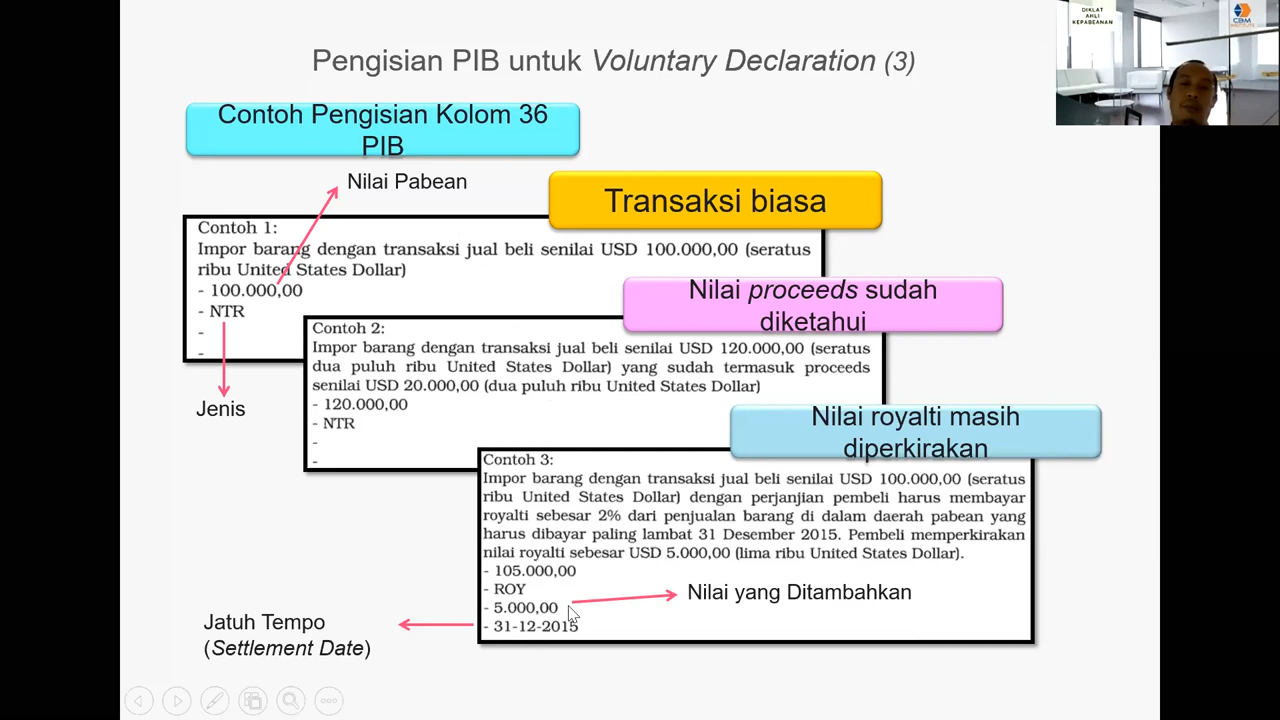 DIKLAT
AHLI
KEPABEANAN
CBM
Pengisian PIB untuk Voluntary Declaration (3)
Contoh Pengisian Kolom 36
PIB
Nilai Pabean
Transaksi biasa
Contoh 1:
Impor barang dengan transaksi jual beli senilai USD 100.000,00 (seratus
ribu United States Dollar)
- 100.000,00
- NTR
-
-
Jenis
Nilai proceeds sudah
diketahui
Contoh 2:
Impor barang dengan transaksi jual beli senilai USD 120.000,00 (seratus
dua puluh ribu United States Dollar) yang sudah termasuk proceeds
senilai USD 20.000,00 (dua puluh ribu United States Dollar)
- 120.000,00
- NTR
-
-
Nilai royalti masih
diperkirakan
Contoh 3:
Impor barang dengan transaksi jual beli senilai USD 100.000,00 (seratus
ribu United States Dollar) dengan perjanjian pembeli harus membayar
royalti sebesar 2% dari penjualan barang di dalam daerah pabean yang
harus dibayar paling lambat 31 Desember 2015. Pembeli memperkirakan
nilai royalti sebesar USD 5.000,00 (lima ribu United States Dollar).
- 105.000,00
- ROY
- 5.000,00
- 31-12-2015
Nilai yang Ditambahkan
Jatuh Tempo
(Settlement Date)